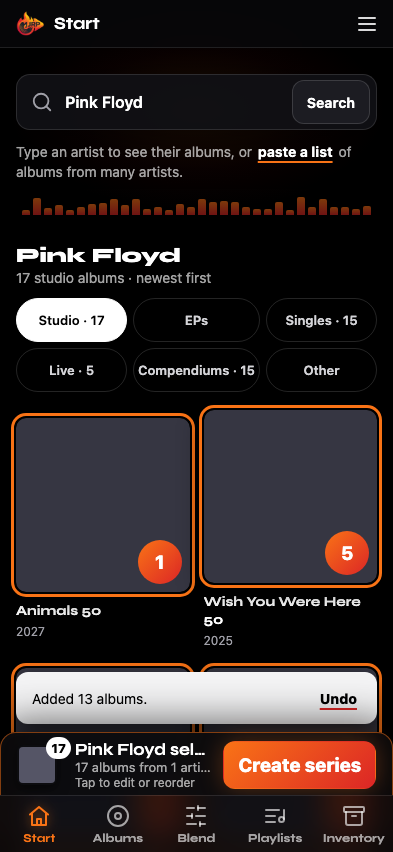 Start
Pink Floyd
Search
Type an artist to see their albums, or paste a list of
albums from many artists.
Pink Floyd
17 studio albums · newest first
Studio · 17
EPs
Singles · 15
Live · 5
Compendiums · 15
Other
1
5
Animals 50
2027
Wish You Were Here
50
2025
Added 13 albums.
Undo
17
Pink Floyd sel...
17 albums from 1 arti...
Tap to edit or reorder
Create series
Start
Albums
Blend
Playlists
Inventory